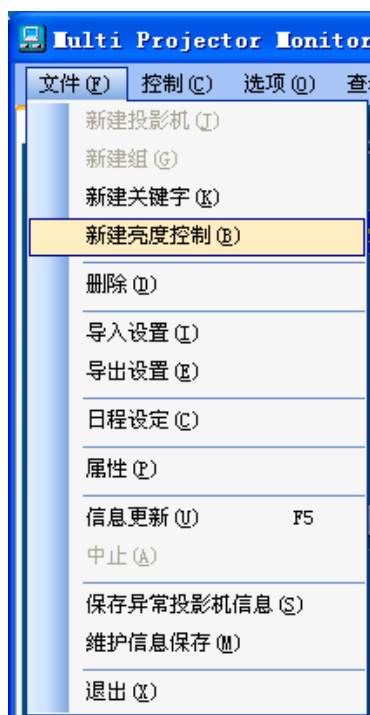 Multi Projector Monitor
文件(F) 控制(C) 选项(O) 查
新建投影机(J)
新建组(G)
新建关键字(K)
新建亮度控制(B)
删除(D)
导入设置(I)
导出设置(E)
日程设定(C)
属性(P)
信息更新(U) F5
中止(A)
保存异常投影机信息(S)
维护信息保存(M)
退出(X)